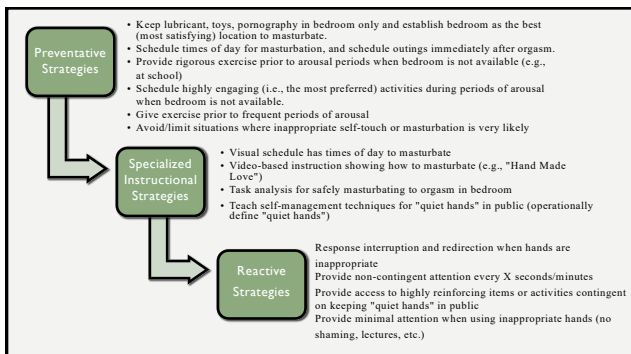 Preventative
Strategies
• Keep lubricant, toys, pornography in bedroom only and establish bedroom as the best
(most satisfying) location to masturbate.
• Schedule times of day for masturbation, and schedule outings immediately after orgasm.
• Provide rigorous exercise prior to arousal periods when bedroom is not available (e.g.,
at school)
• Schedule highly engaging (i.e., the most preferred) activities during periods of arousal
when bedroom is not available.
• Give exercise prior to frequent periods of arousal
• Avoid/limit situations where inappropriate self-touch or masturbation is very likely
Specialized
Instructional
Strategies
• Visual schedule has times of day to masturbate
• Video-based instruction showing how to masturbate (e.g., "Hand Made
Love")
• Task analysis for safely masturbating to orgasm in bedroom
• Teach self-management techniques for "quiet hands" in public (operationally
define "quiet hands")
Reactive
Strategies
Response interruption and redirection when hands are
inappropriate
Provide non-contingent attention every X seconds/minutes
Provide access to highly reinforcing items or activities contingent
on keeping "quiet hands" in public
Provide minimal attention when using inappropriate hands (no
shaming, lectures, etc.)